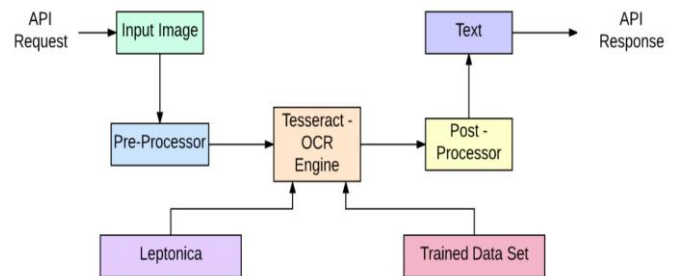 API
Request
Input Image
Text
API
Response
Pre-Processor
Tesseract -
OCR
Engine
Post -
Processor
Leptonica
Trained Data Set